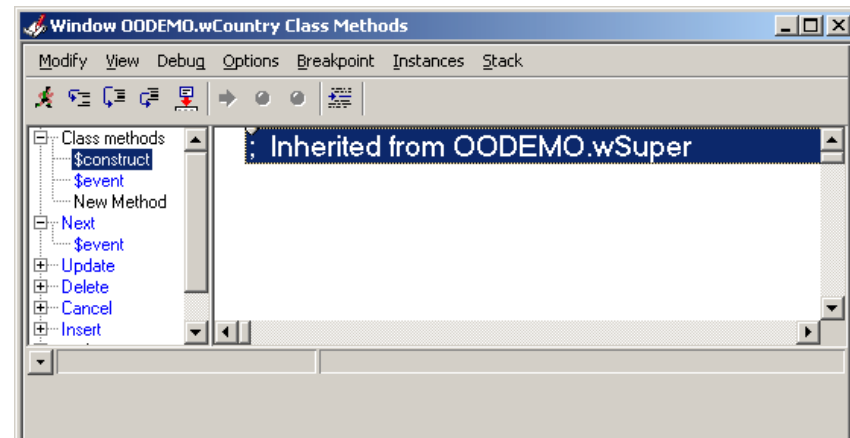 Window OODEMO.wCountry Class Methods
Modify View Debug Options Breakpoint Instances Stack
Class methods
$construct
$event
New Method
Next
$event
Update
Delete
Cancel
Insert
; Inherited from OODEMO.wSuper